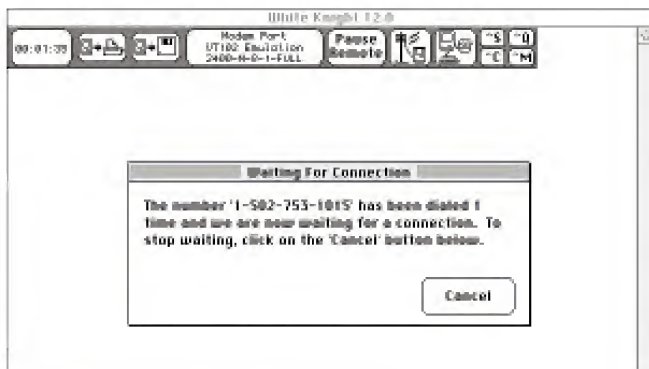 White Knight 12.0
00:01:39
Modem Port
VT102 Emulation
2400-N-8-1-FULL
Pause
Remote
^S ^Q
^C ^M
Waiting For Connection
The number '1-502-753-1015' has been dialed 1
time and we are now waiting for a connection. To
stop waiting, click on the 'Cancel' button below.
Cancel